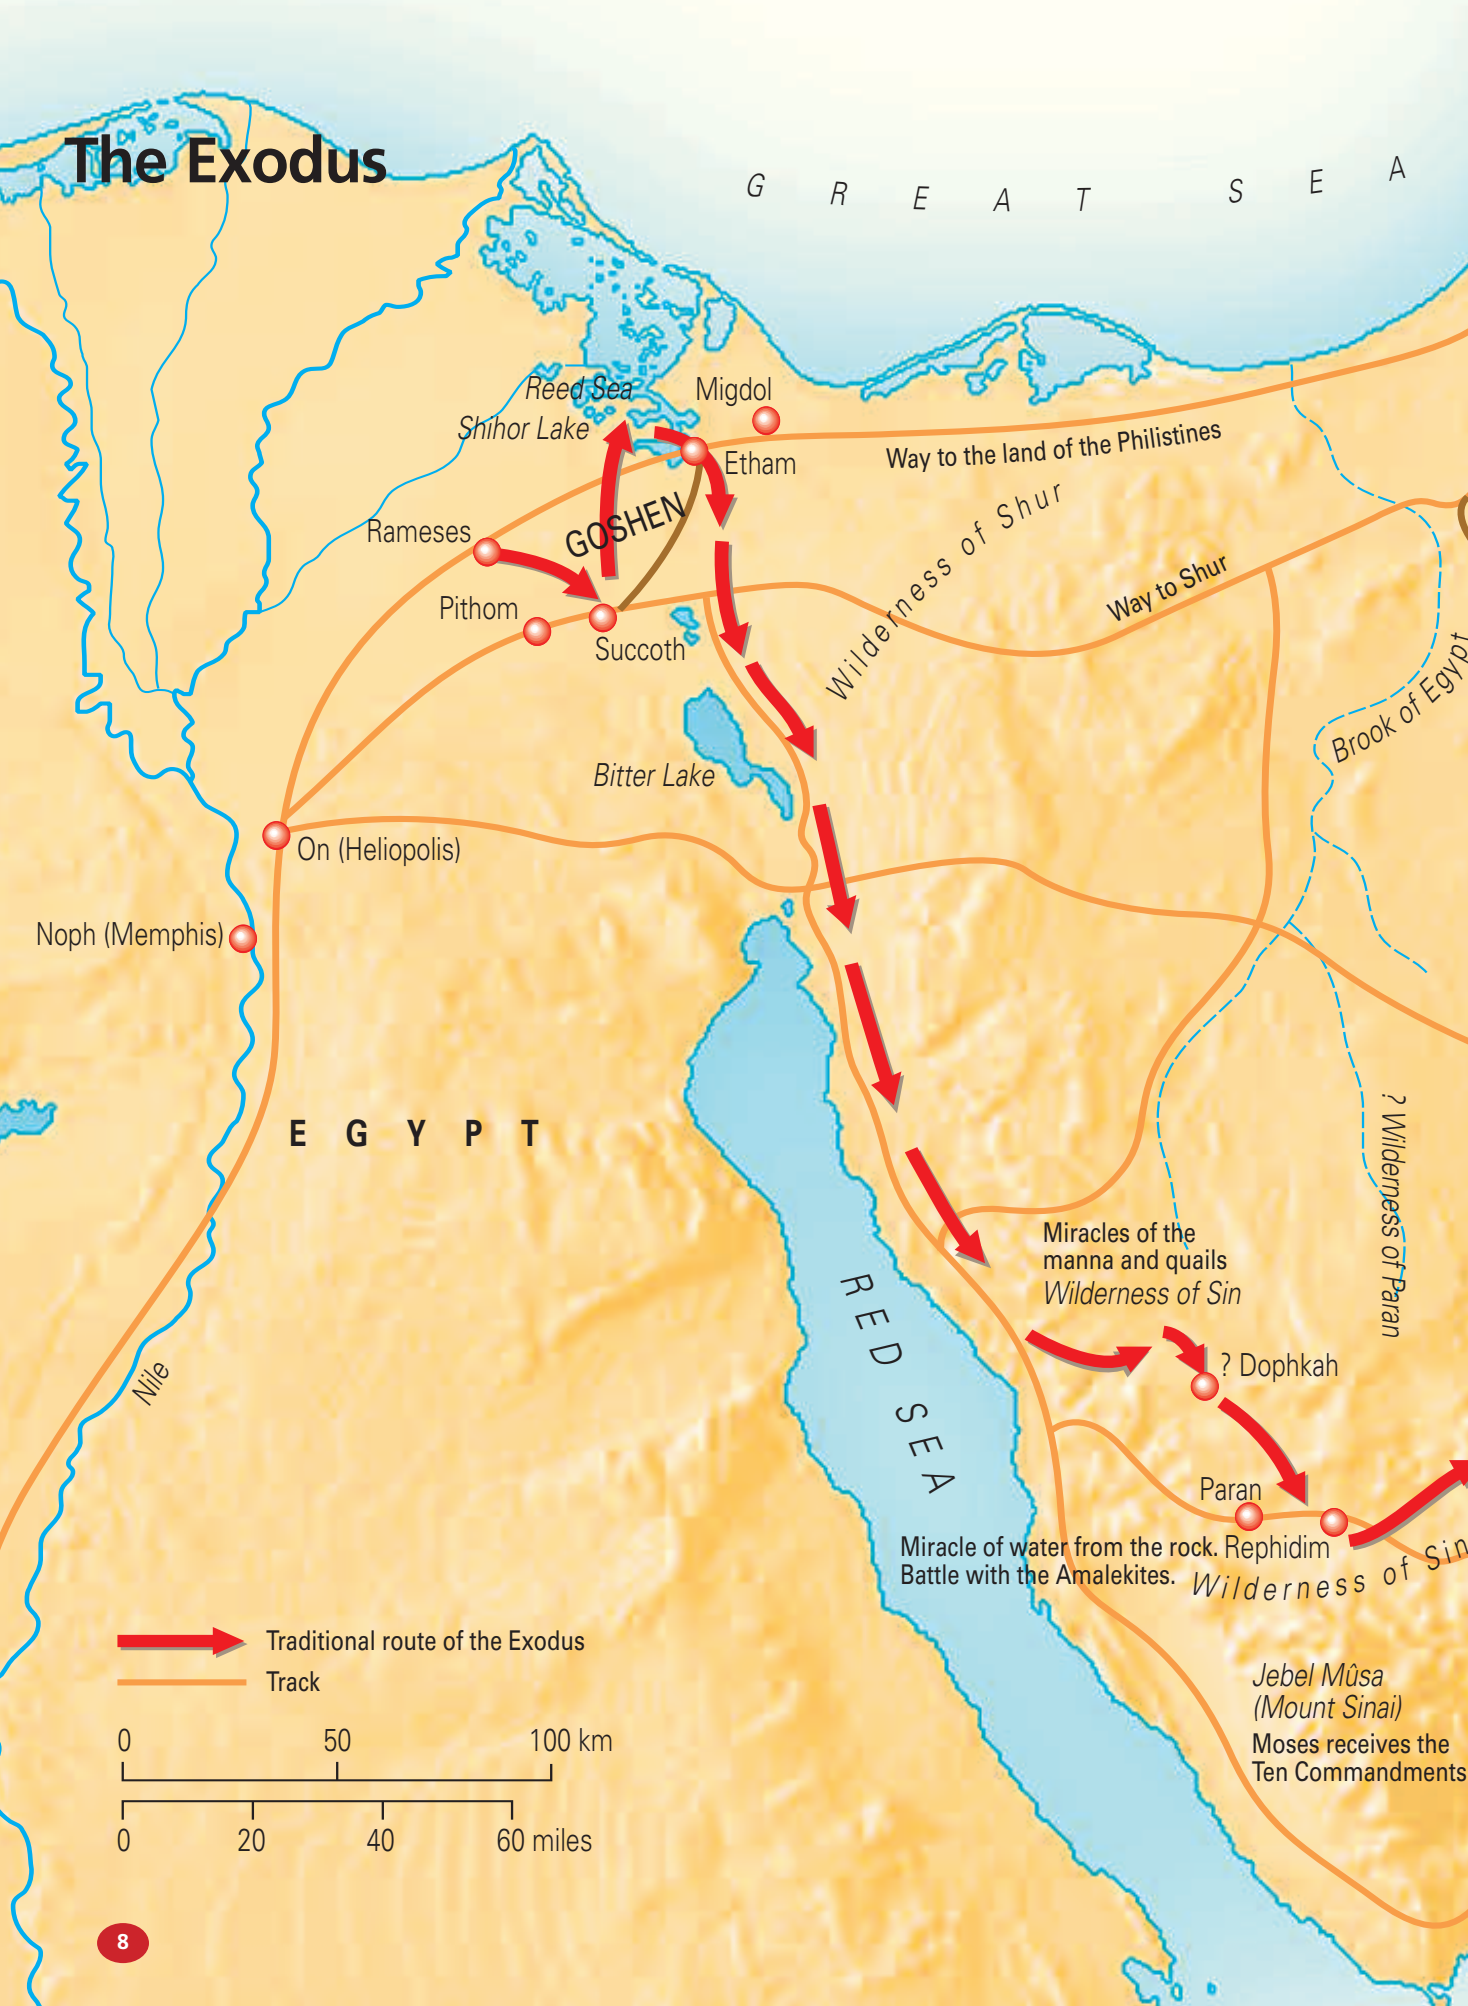 The Exodus
GREAT SEA
Reed Sea
Migdol
Shihor Lake
Etham
Way to the land of the Philistines
Wilderness of Shur
GOSHEN
Rameses
Way to Shur
Pithom
Succoth
Brook of Egypt
Bitter Lake
On (Heliopolis)
Noph (Memphis)
EGYPT
? Wilderness of Paran
Miracles of the
manna and quails
Wilderness of Sin
RED SEA
? Dophkah
Nile
Paran
Miracle of water from the rock.
Battle with the Amalekites.
Rephidim
Wilderness of Sin
Traditional route of the Exodus
Track
Jebel Mûsa
(Mount Sinai)
Moses receives the
Ten Commandments
0 50 100 km
0 20 40 60 miles
8